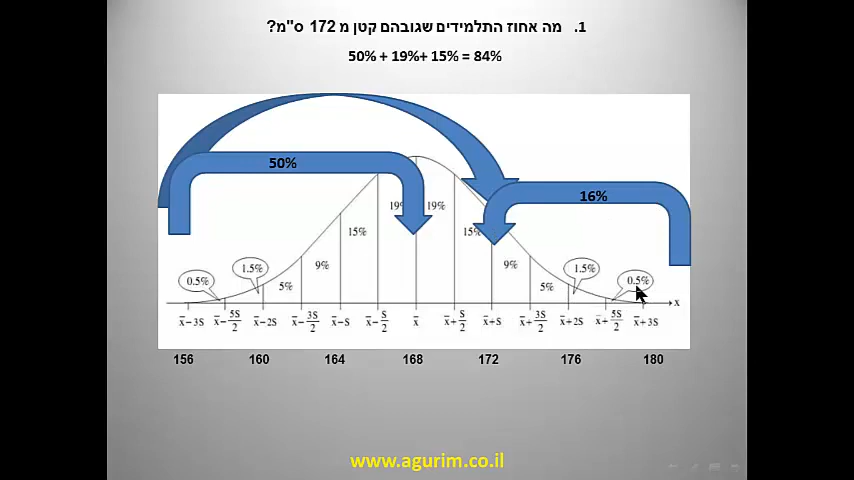 1. מה אחוז התלמידים שגובהם קטן מ 172 ס"מ?
50% + 19%+ 15% = 84%
50%
16%
19% 19%
15% 15%
9% 9%
5% 5%
1.5% 1.5%
0.5% 0.5%
x̄−3S x̄−5S/2 x̄−2S x̄−3S/2 x̄−S x̄−S/2 x̄ x̄+S/2 x̄+S x̄+3S/2 x̄+2S x̄+5S/2 x̄+3S x
156 160 164 168 172 176 180
www.agurim.co.il